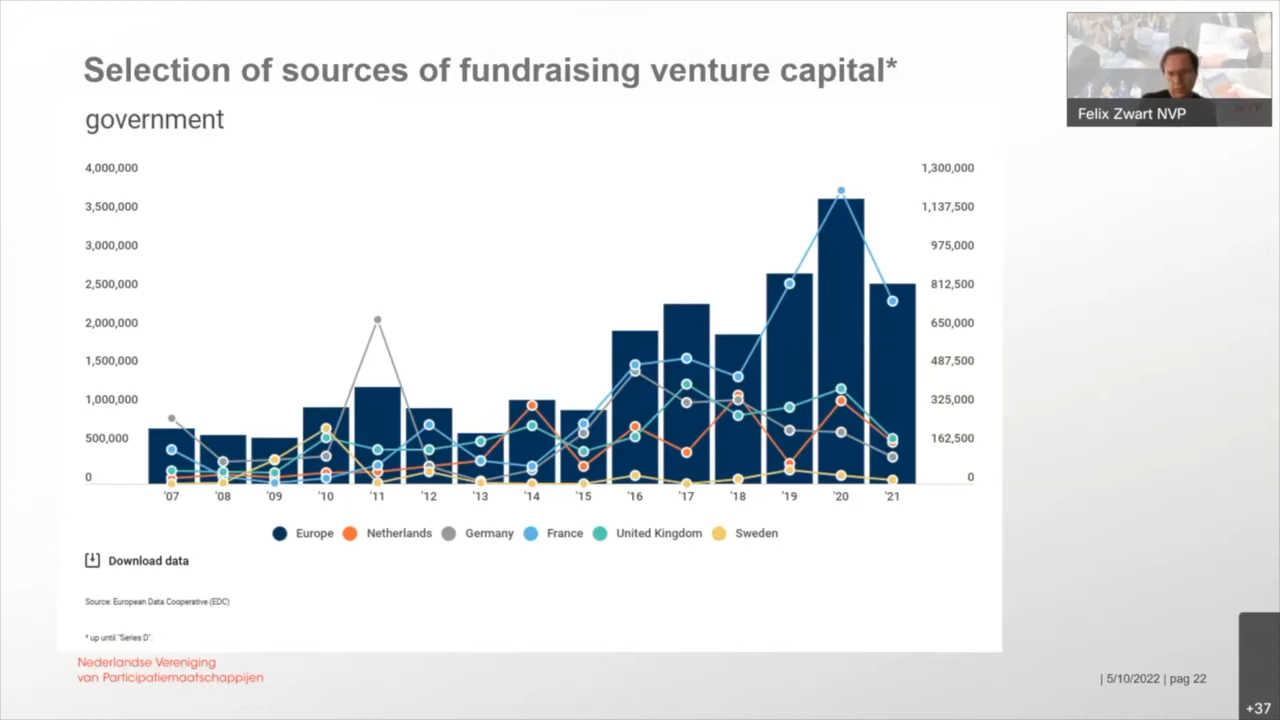 Selection of sources of fundraising venture capital*
Felix Zwart NVP
government
4,000,000
3,500,000
3,000,000
2,500,000
2,000,000
1,500,000
1,000,000
500,000
0
1,300,000
1,137,500
975,000
812,500
650,000
487,500
325,000
162,500
0
'07 '08 '09 '10 '11 '12 '13 '14 '15 '16 '17 '18 '19 '20 '21
Europe Netherlands Germany France United Kingdom Sweden
Download data
Source: European Data Cooperative (EDC)
* up until "Series D".
Nederlandse Vereniging
van Participatiemaatschappijen
| 5/10/2022 | pag 22
+37